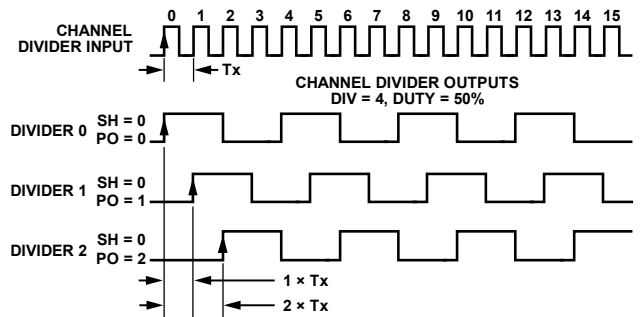 0 1 2 3 4 5 6 7 8 9 10 11 12 13 14 15
CHANNEL
DIVIDER INPUT
Tx
CHANNEL DIVIDER OUTPUTS
DIV = 4, DUTY = 50%
SH = 0
DIVIDER 0
PO = 0
SH = 0
DIVIDER 1
PO = 1
SH = 0
DIVIDER 2
PO = 2
1 × Tx
2 × Tx